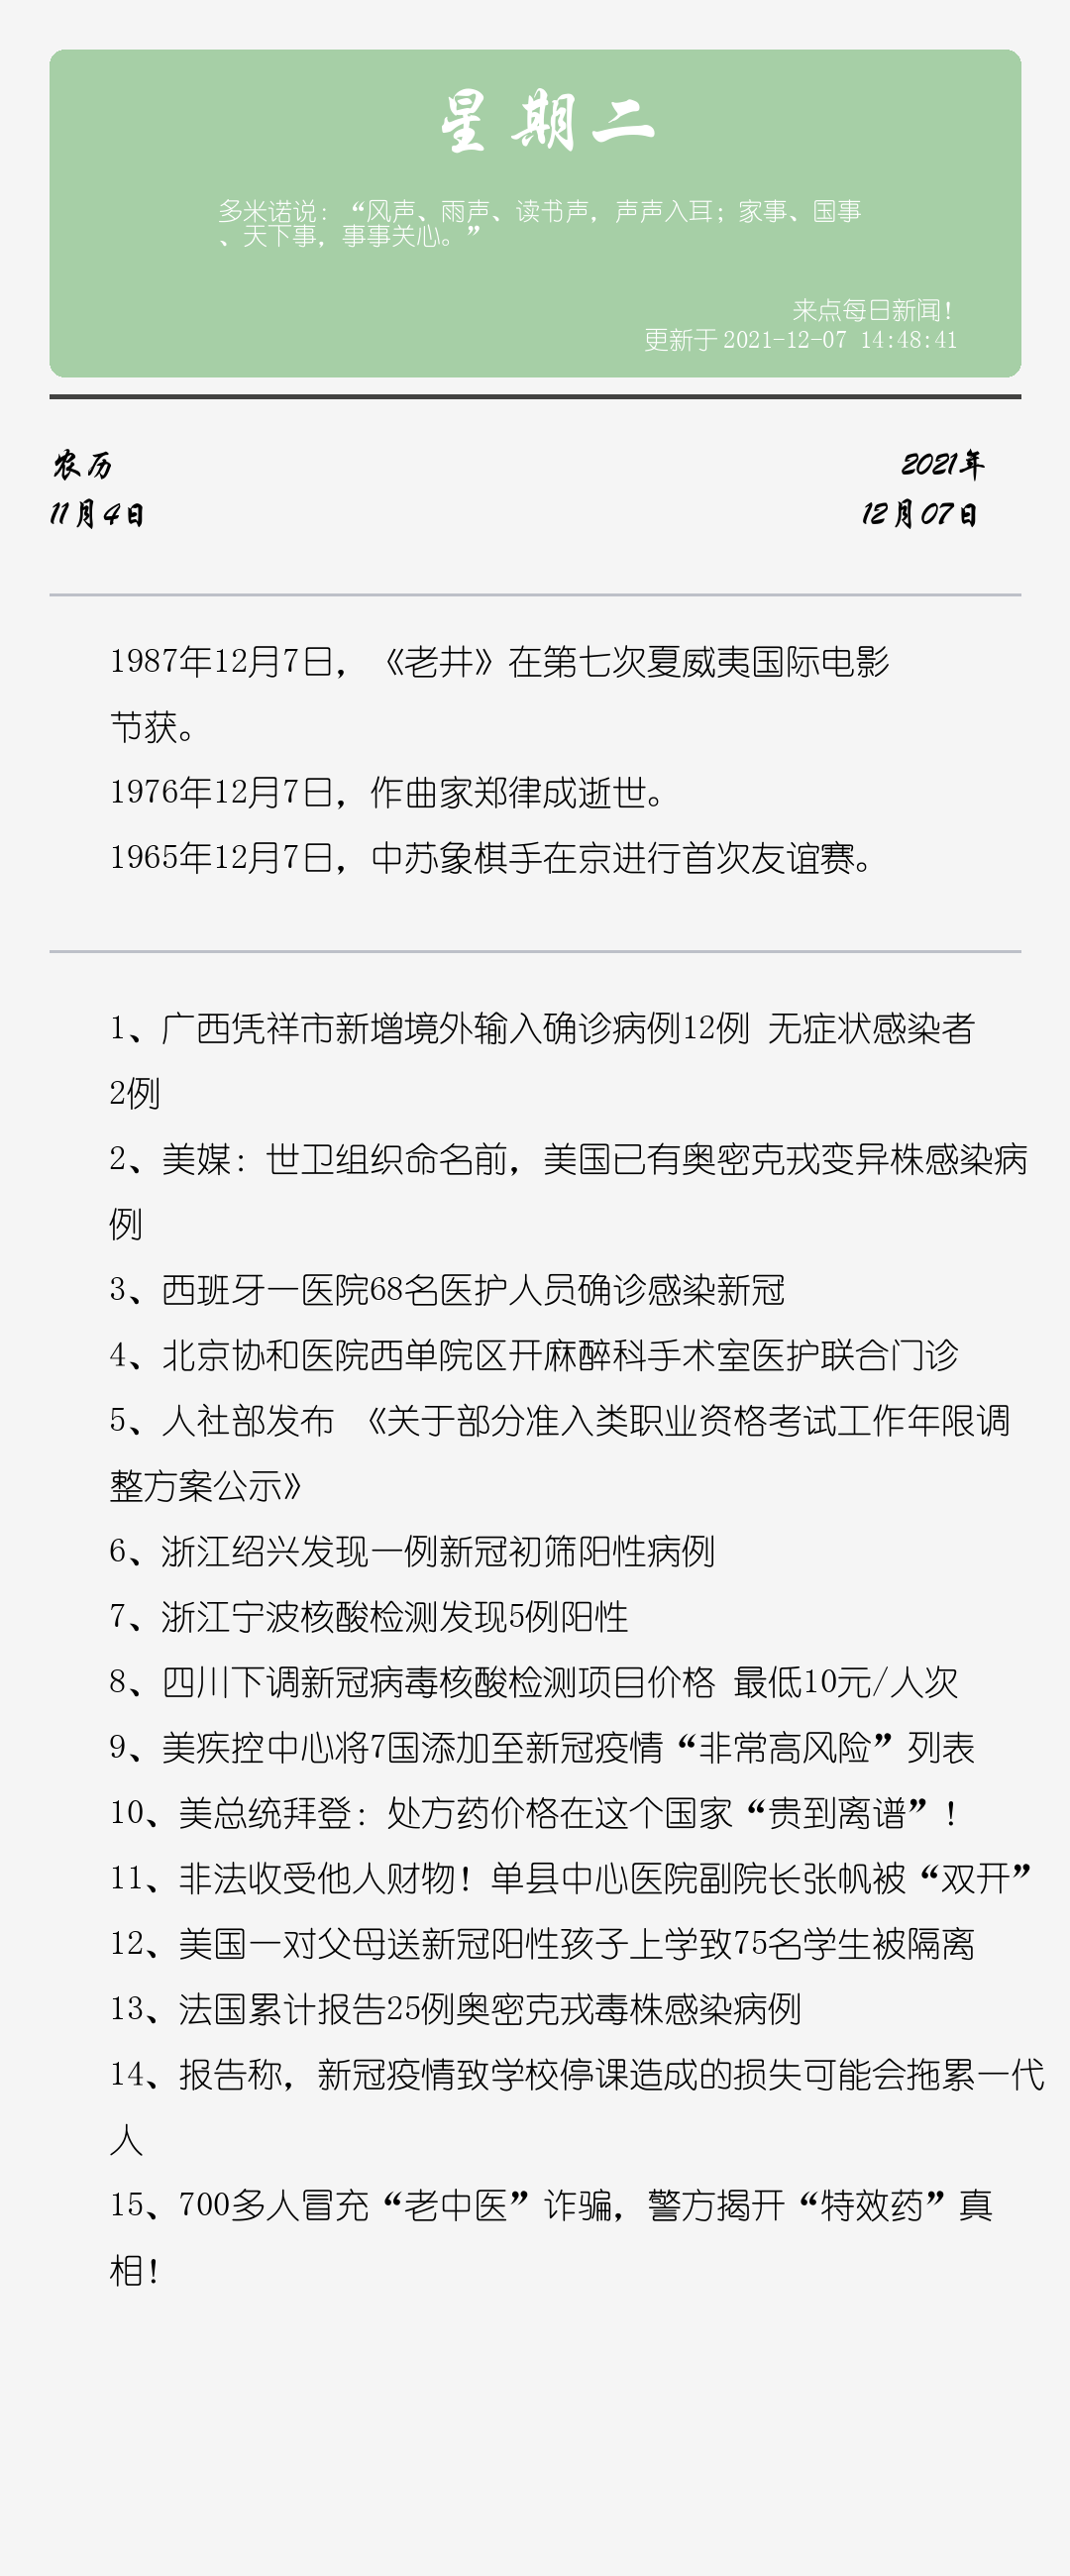 星期二
多米诺说：“风声、雨声、读书声，声声入耳；家事、国事
、天下事，事事关心。”
来点每日新闻！
更新于 2021-12-07 14:48:41
农历
2021年
11月4日
12月07日
1987年12月7日，《老井》在第七次夏威夷国际电影
节获。
1976年12月7日，作曲家郑律成逝世。
1965年12月7日，中苏象棋手在京进行首次友谊赛。
1、广西凭祥市新增境外输入确诊病例12例 无症状感染者
2例
2、美媒：世卫组织命名前，美国已有奥密克戎变异株感染病
例
3、西班牙一医院68名医护人员确诊感染新冠
4、北京协和医院西单院区开麻醉科手术室医护联合门诊
5、人社部发布 《关于部分准入类职业资格考试工作年限调
整方案公示》
6、浙江绍兴发现一例新冠初筛阳性病例
7、浙江宁波核酸检测发现5例阳性
8、四川下调新冠病毒核酸检测项目价格 最低10元/人次
9、美疾控中心将7国添加至新冠疫情“非常高风险”列表
10、美总统拜登：处方药价格在这个国家“贵到离谱”！
11、非法收受他人财物！单县中心医院副院长张帆被“双开”
12、美国一对父母送新冠阳性孩子上学致75名学生被隔离
13、法国累计报告25例奥密克戎毒株感染病例
14、报告称，新冠疫情致学校停课造成的损失可能会拖累一代
人
15、700多人冒充“老中医”诈骗，警方揭开“特效药”真
相！